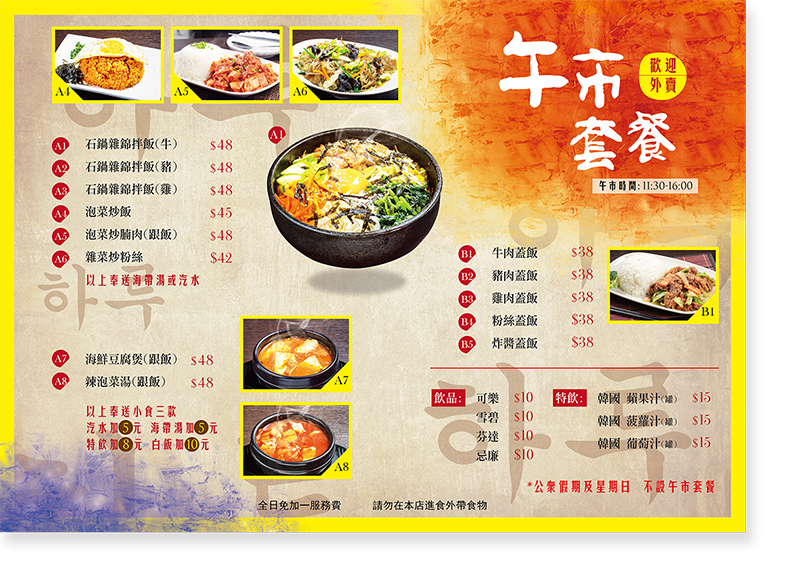 午市
套餐
歡迎
外賣
午市時間: 11:30-16:00
A4
A5
A6
A1
A1 石鍋雜錦拌飯(牛) $48
A2 石鍋雜錦拌飯(豬) $48
A3 石鍋雜錦拌飯(雞) $48
A4 泡菜炒飯 $45
A5 泡菜炒腩肉(跟飯) $48
A6 雜菜炒粉絲 $42
以上奉送海帶湯或汽水
하루
A7 海鮮豆腐煲(跟飯) $48
A8 辣泡菜湯(跟飯) $48
以上奉送小食三款
汽水加5元 海帶湯加5元
特飲加8元 白飯加10元
A7
A8
B1 牛肉蓋飯 $38
B2 豬肉蓋飯 $38
B3 雞肉蓋飯 $38
B4 粉絲蓋飯 $38
B5 炸醬蓋飯 $38
B1
하루
飲品: 可樂 $10
雪碧 $10
芬達 $10
忌廉 $10
特飲: 韓國 蘋果汁(罐) $15
韓國 菠蘿汁(罐) $15
韓國 葡萄汁(罐) $15
*公衆假期及星期日 不設午市套餐
全日免加一服務費 請勿在本店進食外帶食物